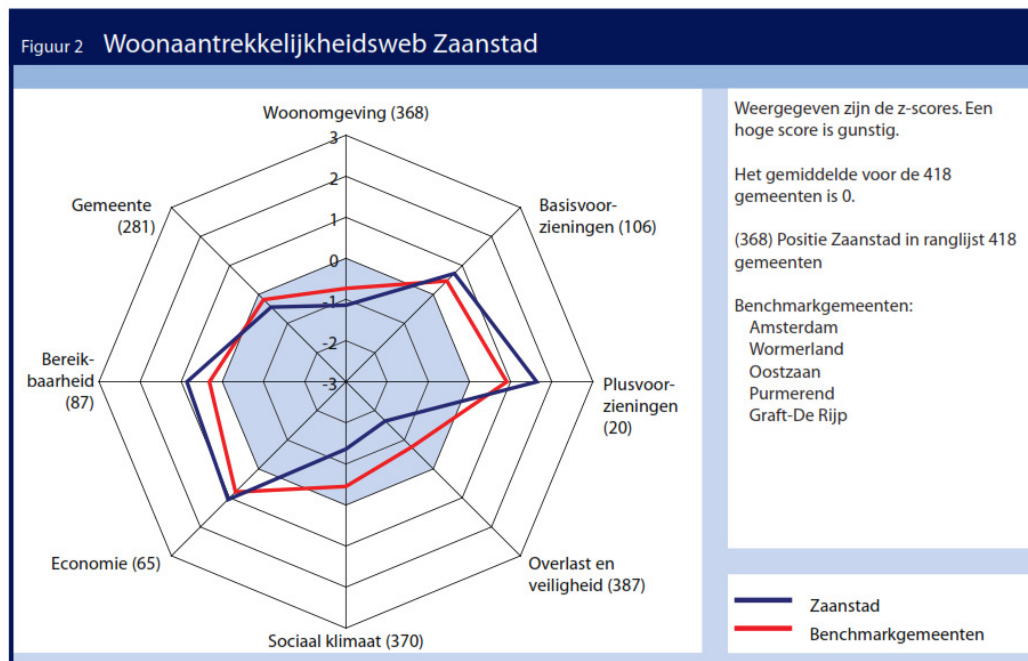 Figuur 2 Woonaantrekkelijkheidsweb Zaanstad
Woonomgeving (368)
3
2
1
0
-1
-2
-3
Basisvoor-
zieningen (106)
Plusvoor-
zieningen
(20)
Overlast en
veiligheid (387)
Sociaal klimaat (370)
Economie (65)
Bereik-
baarheid
(87)
Gemeente
(281)
Weergegeven zijn de z-scores. Een
hoge score is gunstig.
Het gemiddelde voor de 418
gemeenten is 0.
(368) Positie Zaanstad in ranglijst 418
gemeenten
Benchmarkgemeenten:
Amsterdam
Wormerland
Oostzaan
Purmerend
Graft-De Rijp
Zaanstad
Benchmarkgemeenten